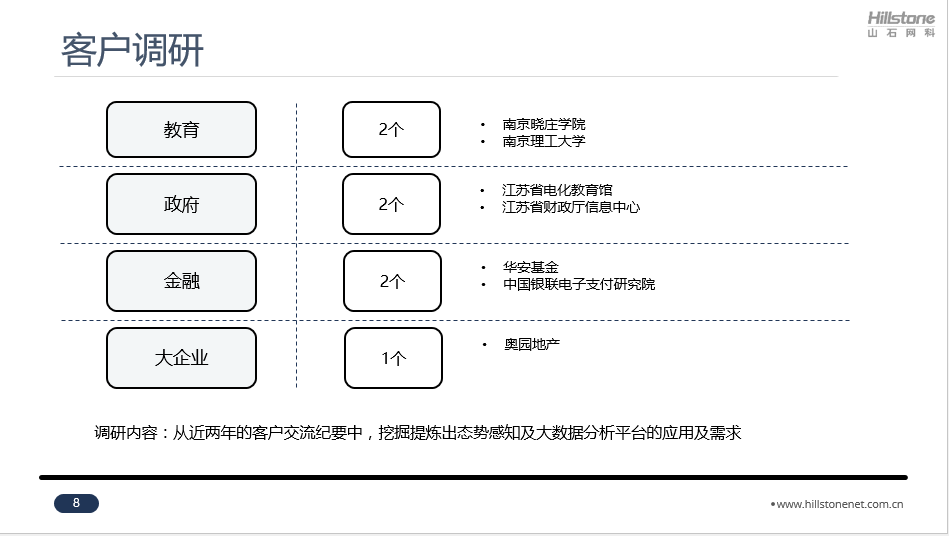 Hillstone
山石网科
客户调研
教育
2个
• 南京晓庄学院
• 南京理工大学
政府
2个
• 江苏省电化教育馆
• 江苏省财政厅信息中心
金融
2个
• 华安基金
• 中国银联电子支付研究院
大企业
1个
• 奥园地产
调研内容：从近两年的客户交流纪要中，挖掘提炼出态势感知及大数据分析平台的应用及需求
8
•www.hillstonenet.com.cn